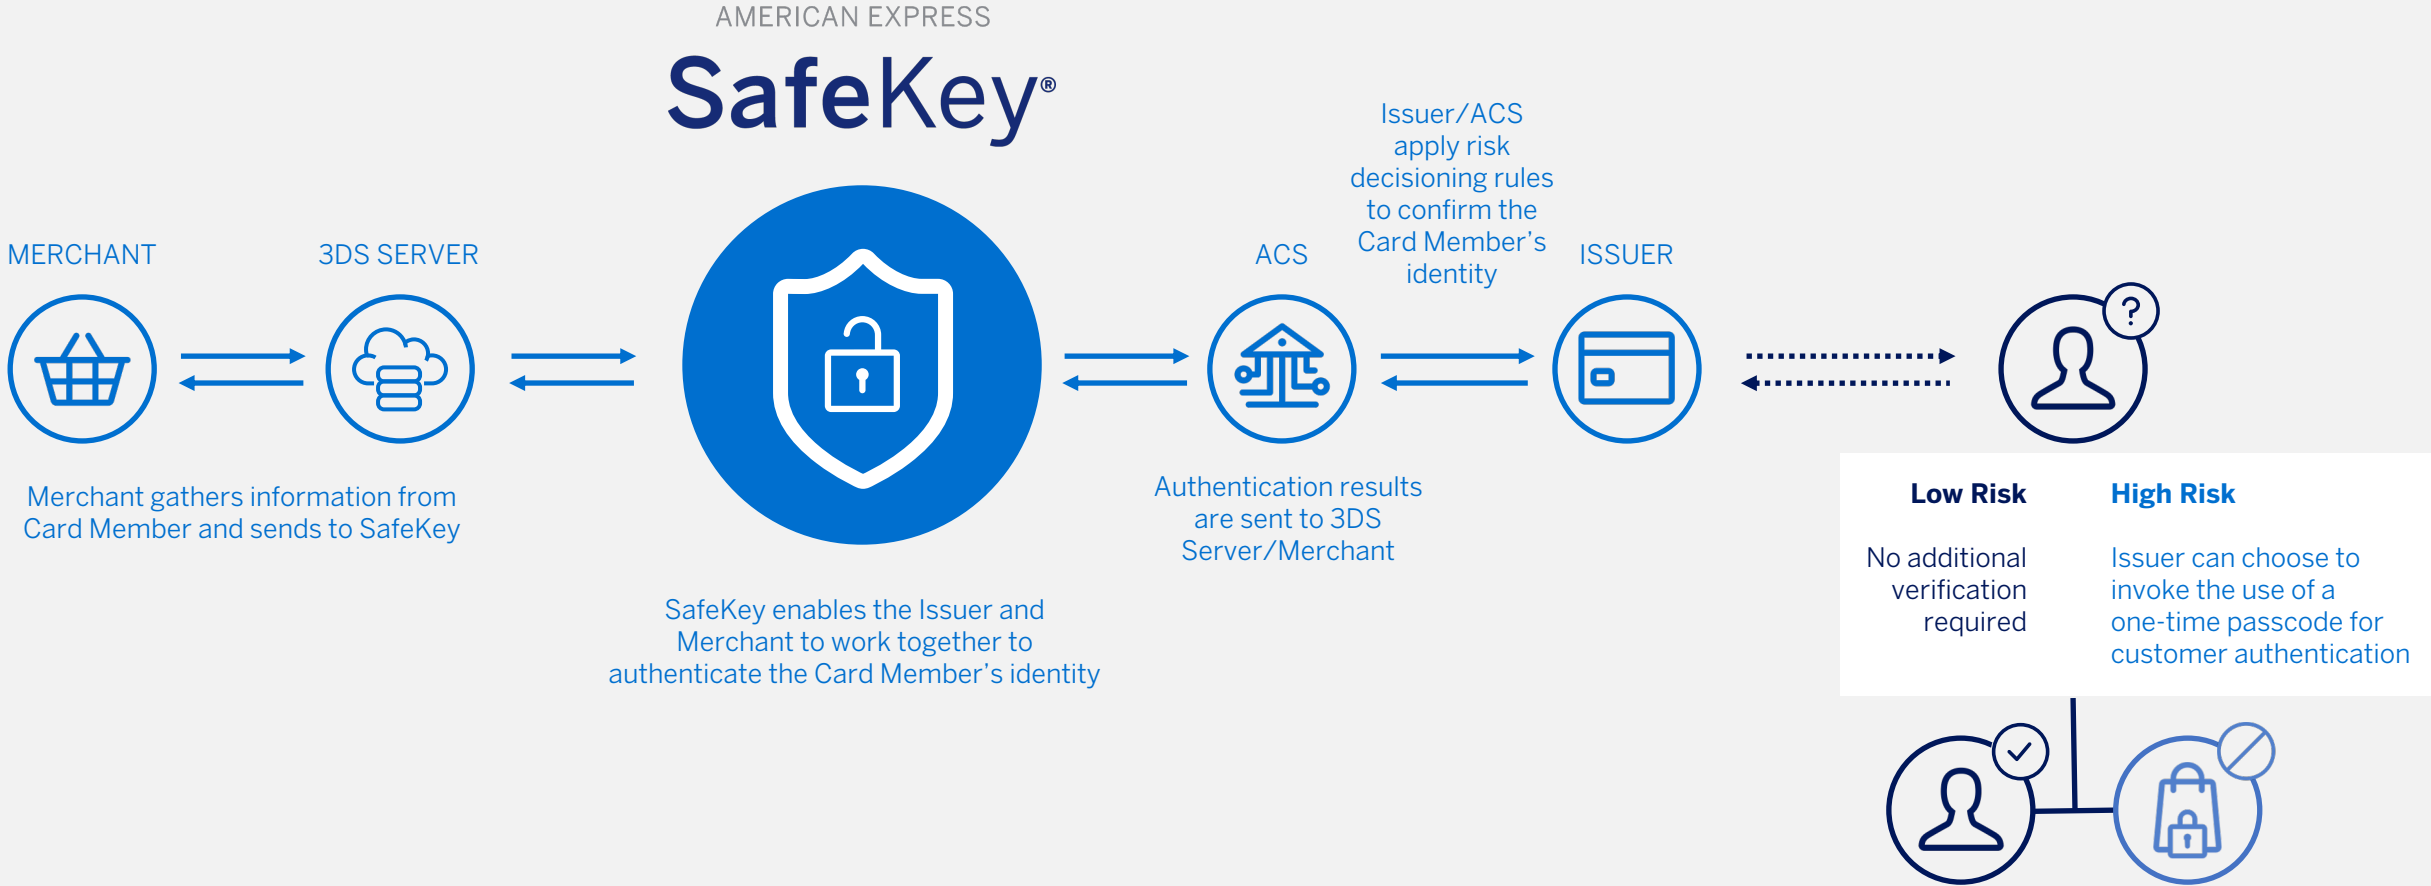 AMERICAN EXPRESS
SafeKey®
MERCHANT
3DS SERVER
Merchant gathers information from
Card Member and sends to SafeKey
SafeKey enables the Issuer and
Merchant to work together to
authenticate the Card Member's identity
ACS
Authentication results
are sent to 3DS
Server/Merchant
Issuer/ACS
apply risk
decisioning rules
to confirm the
Card Member's
identity
ISSUER
?
Low Risk
No additional
verification
required
High Risk
Issuer can choose to
invoke the use of a
one-time passcode for
customer authentication